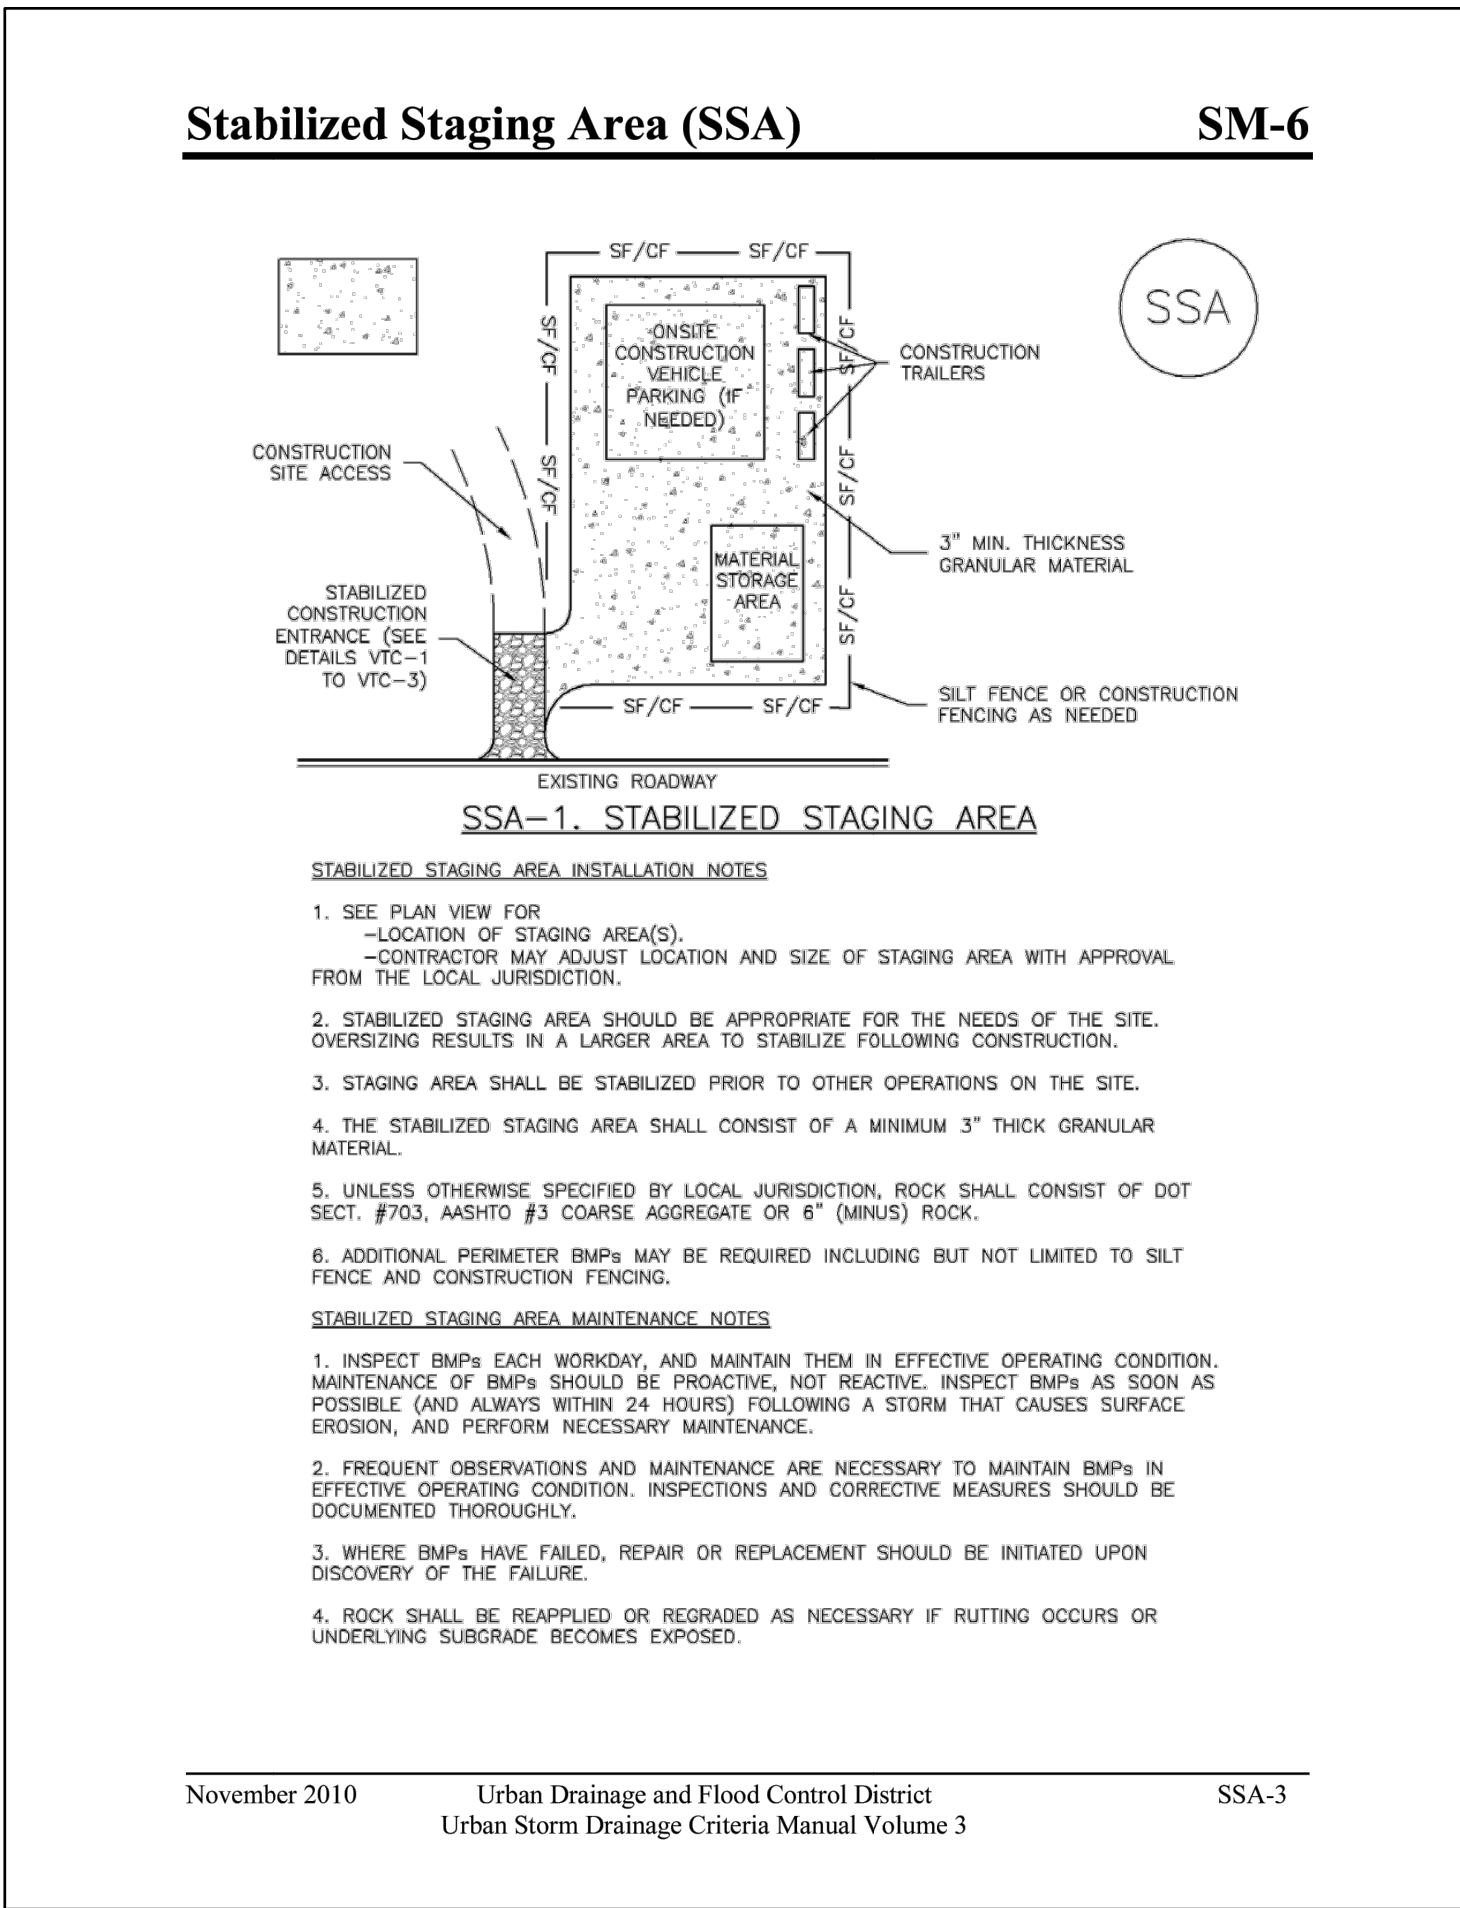 Stabilized Staging Area (SSA) SM-6
SF/CF SF/CF
SF/CF
SF/CF
SF/CF
SF/CF
SF/CF
ONSITE
CONSTRUCTION
VEHICLE
PARKING (IF
NEEDED)
CONSTRUCTION
TRAILERS
SSA
CONSTRUCTION
SITE ACCESS
3" MIN. THICKNESS
GRANULAR MATERIAL
MATERIAL
STORAGE
AREA
STABILIZED
CONSTRUCTION
ENTRANCE (SEE
DETAILS VTC-1
TO VTC-3)
SF/CF SF/CF
SILT FENCE OR CONSTRUCTION
FENCING AS NEEDED
EXISTING ROADWAY
SSA-1. STABILIZED STAGING AREA
STABILIZED STAGING AREA INSTALLATION NOTES
1. SEE PLAN VIEW FOR
-LOCATION OF STAGING AREA(S).
-CONTRACTOR MAY ADJUST LOCATION AND SIZE OF STAGING AREA WITH APPROVAL
FROM THE LOCAL JURISDICTION.
2. STABILIZED STAGING AREA SHOULD BE APPROPRIATE FOR THE NEEDS OF THE SITE.
OVERSIZING RESULTS IN A LARGER AREA TO STABILIZE FOLLOWING CONSTRUCTION.
3. STAGING AREA SHALL BE STABILIZED PRIOR TO OTHER OPERATIONS ON THE SITE.
4. THE STABILIZED STAGING AREA SHALL CONSIST OF A MINIMUM 3" THICK GRANULAR
MATERIAL.
5. UNLESS OTHERWISE SPECIFIED BY LOCAL JURISDICTION, ROCK SHALL CONSIST OF DOT
SECT. #703, AASHTO #3 COARSE AGGREGATE OR 6" (MINUS) ROCK.
6. ADDITIONAL PERIMETER BMPs MAY BE REQUIRED INCLUDING BUT NOT LIMITED TO SILT
FENCE AND CONSTRUCTION FENCING.
STABILIZED STAGING AREA MAINTENANCE NOTES
1. INSPECT BMPs EACH WORKDAY, AND MAINTAIN THEM IN EFFECTIVE OPERATING CONDITION.
MAINTENANCE OF BMPs SHOULD BE PROACTIVE, NOT REACTIVE. INSPECT BMPs AS SOON AS
POSSIBLE (AND ALWAYS WITHIN 24 HOURS) FOLLOWING A STORM THAT CAUSES SURFACE
EROSION, AND PERFORM NECESSARY MAINTENANCE.
2. FREQUENT OBSERVATIONS AND MAINTENANCE ARE NECESSARY TO MAINTAIN BMPs IN
EFFECTIVE OPERATING CONDITION. INSPECTIONS AND CORRECTIVE MEASURES SHOULD BE
DOCUMENTED THOROUGHLY.
3. WHERE BMPs HAVE FAILED, REPAIR OR REPLACEMENT SHOULD BE INITIATED UPON
DISCOVERY OF THE FAILURE.
4. ROCK SHALL BE REAPPLIED OR REGRADED AS NECESSARY IF RUTTING OCCURS OR
UNDERLYING SUBGRADE BECOMES EXPOSED.
November 2010 Urban Drainage and Flood Control District SSA-3
Urban Storm Drainage Criteria Manual Volume 3